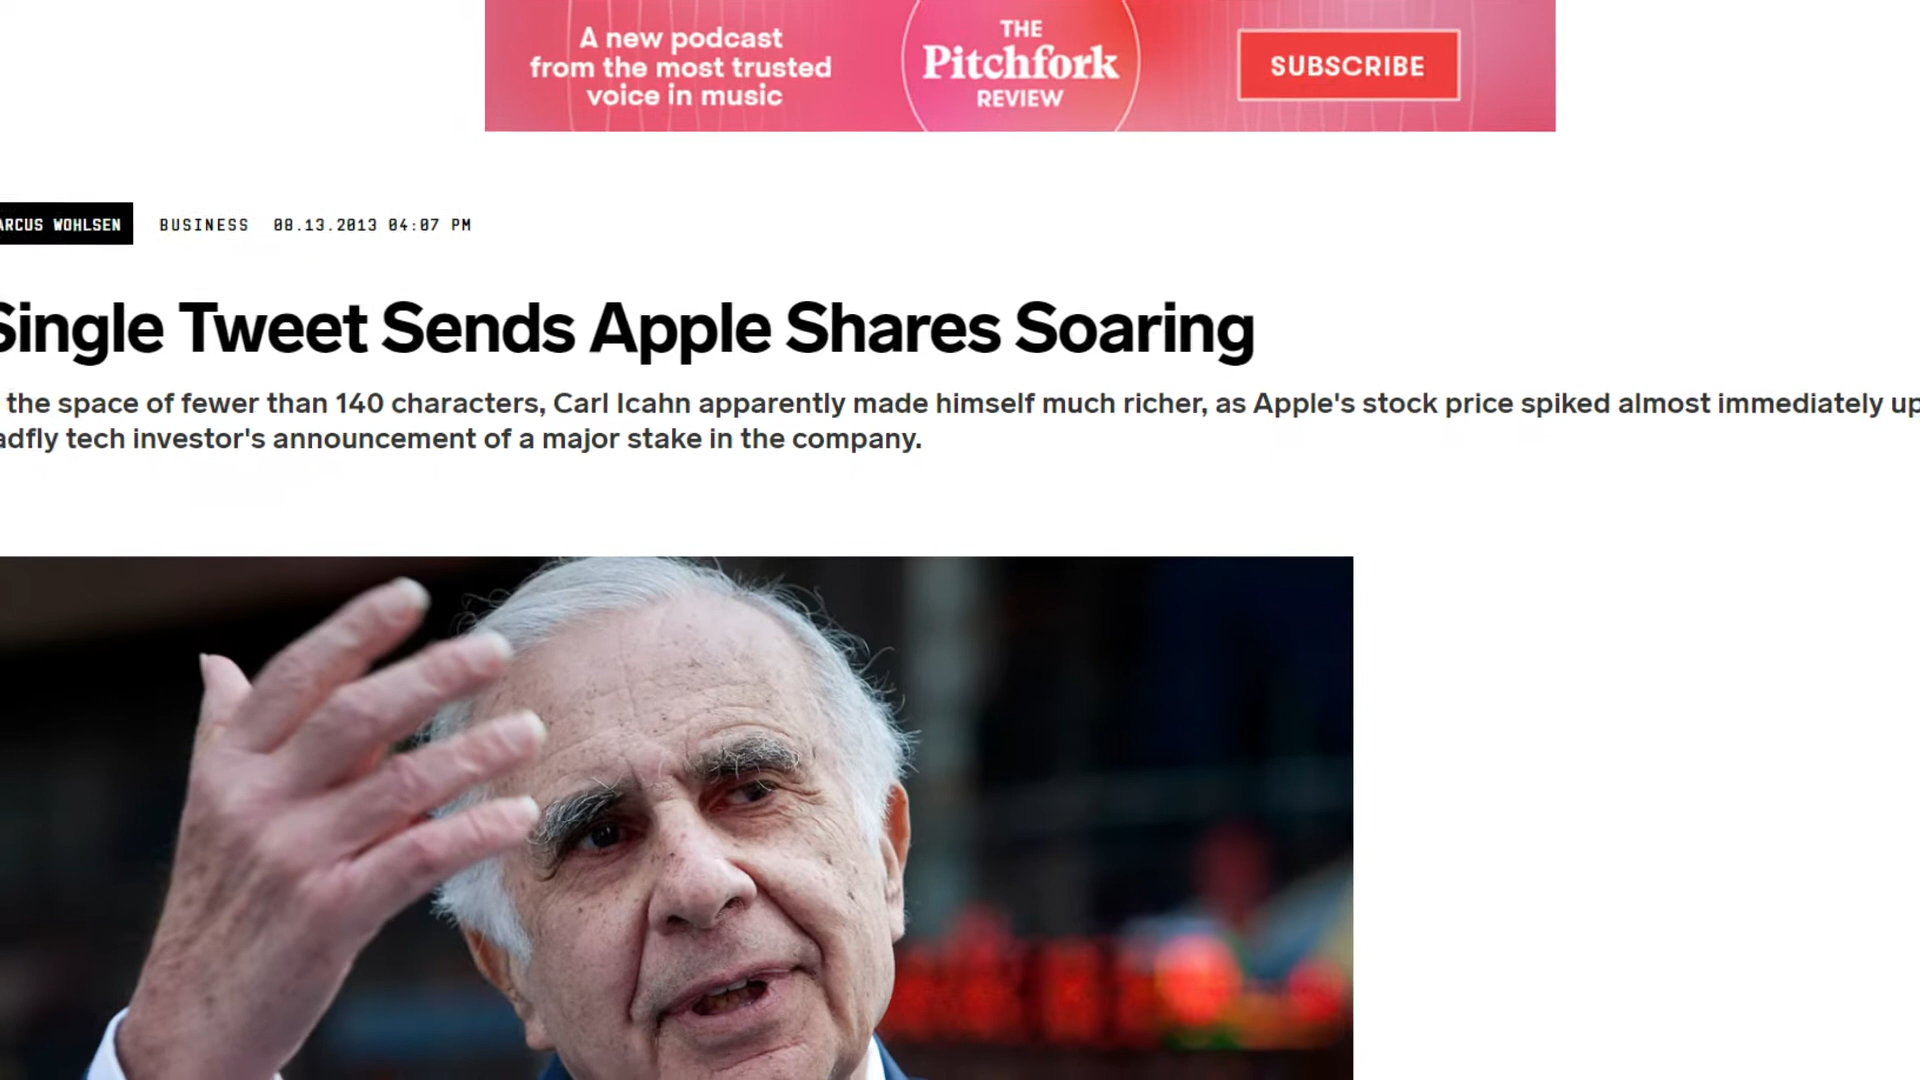 A new podcast
from the most trusted
voice in music
THE
Pitchfork
REVIEW
SUBSCRIBE
ARCUS WOHLSEN
BUSINESS
08.13.2013 04:07 PM
Single Tweet Sends Apple Shares Soaring
the space of fewer than 140 characters, Carl Icahn apparently made himself much richer, as Apple's stock price spiked almost immediately up
adfly tech investor's announcement of a major stake in the company.